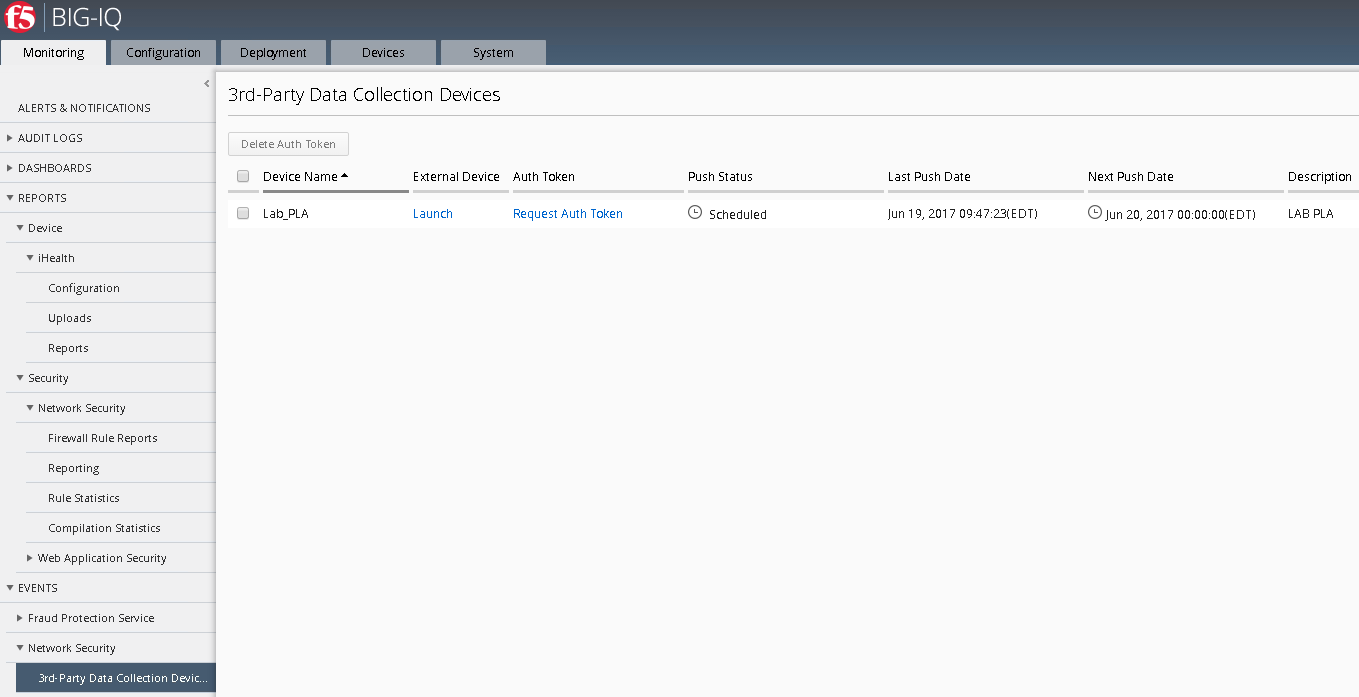 f5 BIG-IQ
Monitoring Configuration Deployment Devices System
3rd-Party Data Collection Devices
ALERTS & NOTIFICATIONS
AUDIT LOGS
DASHBOARDS
REPORTS
Device
iHealth
Configuration
Uploads
Reports
Security
Network Security
Firewall Rule Reports
Reporting
Rule Statistics
Compilation Statistics
Web Application Security
EVENTS
Fraud Protection Service
Network Security
3rd-Party Data Collection Devic...
Delete Auth Token
Device Name External Device Auth Token Push Status Last Push Date Next Push Date Description
Lab_PLA Launch Request Auth Token Scheduled Jun 19, 2017 09:47:23(EDT) Jun 20, 2017 00:00:00(EDT) LAB PLA